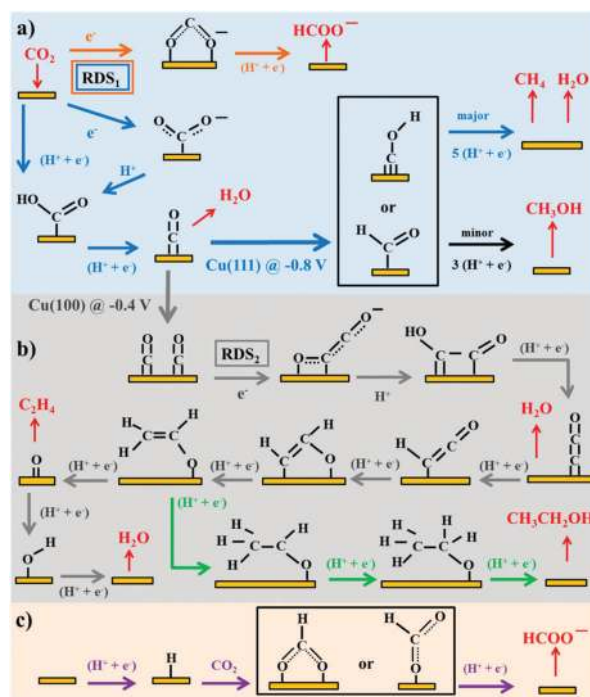 a)
CO₂
e⁻
RDS₁
C
O O
−
(H⁺ + e⁻)
HCOO⁻
e⁻
O O
C
−
(H⁺ + e⁻)
H⁺
HO O
C
(H⁺ + e⁻)
O
C
H₂O
Cu(111) @ -0.8 V
H
O
C
or
H O
C
major
5 (H⁺ + e⁻)
CH₄ H₂O
minor
3 (H⁺ + e⁻)
CH₃OH
Cu(100) @ -0.4 V
b)
O O
C C
RDS₂
e⁻
O −
C
O C
H⁺
HO O
C C
(H⁺ + e⁻)
O
C
C
H₂O
(H⁺ + e⁻)
O
C
H C
(H⁺ + e⁻)
H
C
H C O
(H⁺ + e⁻)
H H
C C
H O
(H⁺ + e⁻)
C₂H₄
O
(H⁺ + e⁻)
H
O
(H⁺ + e⁻)
H₂O
(H⁺ + e⁻)
H H
H C C
H O
(H⁺ + e⁻)
H H H
H C C
H O
(H⁺ + e⁻)
CH₃CH₂OH
c)
(H⁺ + e⁻)
H
CO₂
H
C
O O
or
H O
C
O
(H⁺ + e⁻)
HCOO⁻